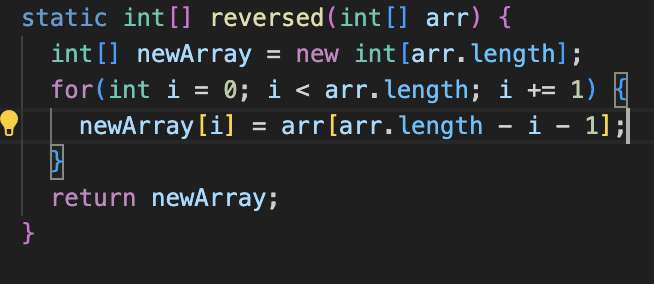 static int[] reversed(int[] arr) {
  int[] newArray = new int[arr.length];
  for(int i = 0; i < arr.length; i += 1) {
    newArray[i] = arr[arr.length - i - 1];
  }
  return newArray;
}